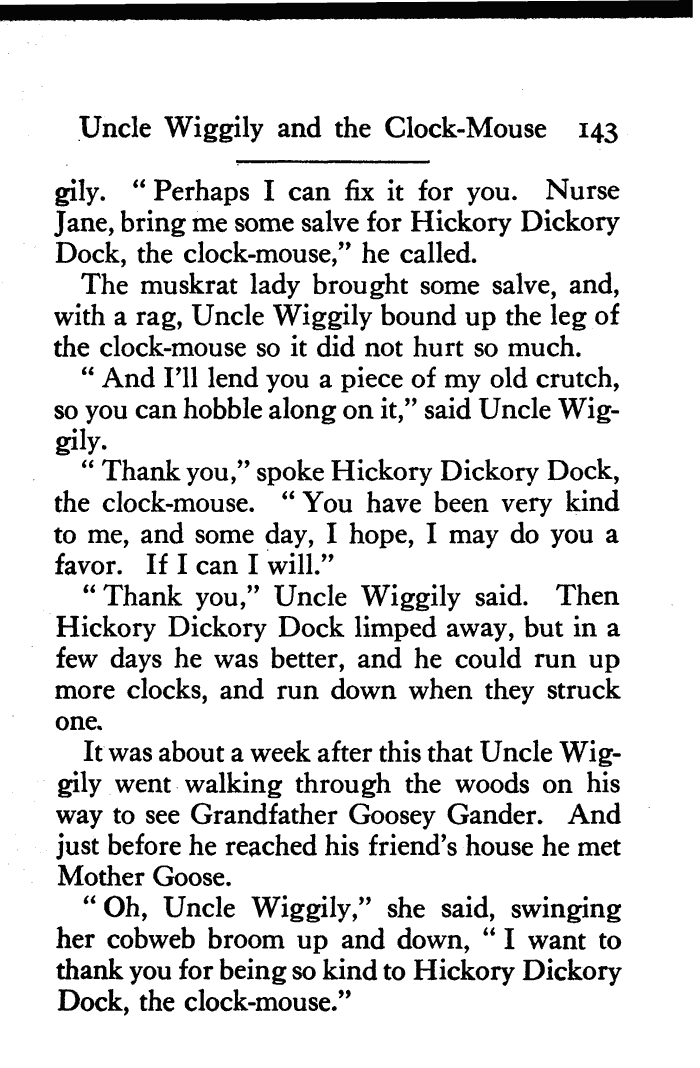 Uncle Wiggily and the Clock-Mouse 143
gily. “ Perhaps I can fix it for you. Nurse
Jane, bring me some salve for Hickory Dickory
Dock, the clock-mouse,” he called.
The muskrat lady brought some salve, and,
with a rag, Uncle Wiggily bound up the leg of
the clock-mouse so it did not hurt so much.
“ And I’ll lend you a piece of my old crutch,
so you can hobble along on it,” said Uncle Wig-
gily.
“ Thank you,” spoke Hickory Dickory Dock,
the clock-mouse. “ You have been very kind
to me, and some day, I hope, I may do you a
favor. If I can I will.”
“ Thank you,” Uncle Wiggily said. Then
Hickory Dickory Dock limped away, but in a
few days he was better, and he could run up
more clocks, and run down when they struck
one.
It was about a week after this that Uncle Wig-
gily went walking through the woods on his
way to see Grandfather Goosey Gander. And
just before he reached his friend’s house he met
Mother Goose.
“ Oh, Uncle Wiggily,” she said, swinging
her cobweb broom up and down, “ I want to
thank you for being so kind to Hickory Dickory
Dock, the clock-mouse.”